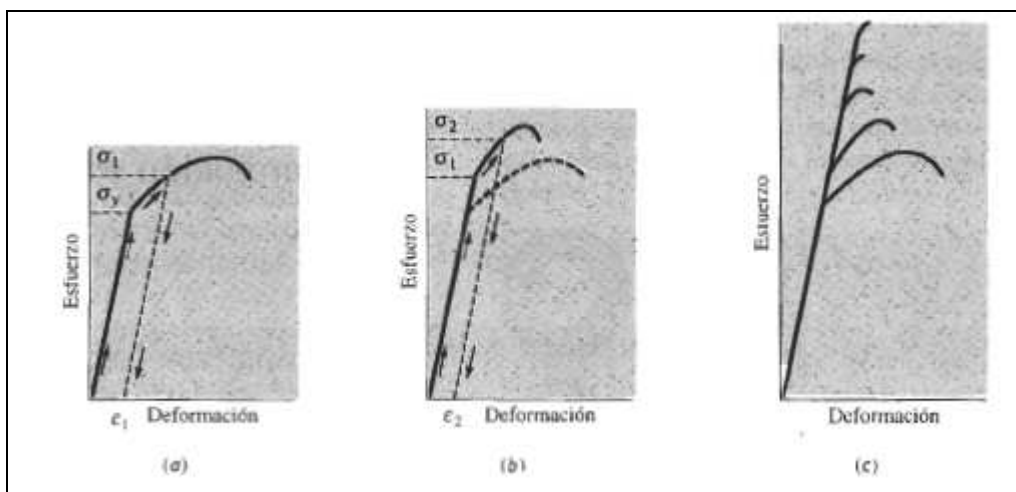 σ₁
σy
Esfuerzo
ε₁ Deformación
(a)
σ₂
σ₁
Esfuerzo
ε₂ Deformación
(b)
Esfuerzo
Deformación
(c)